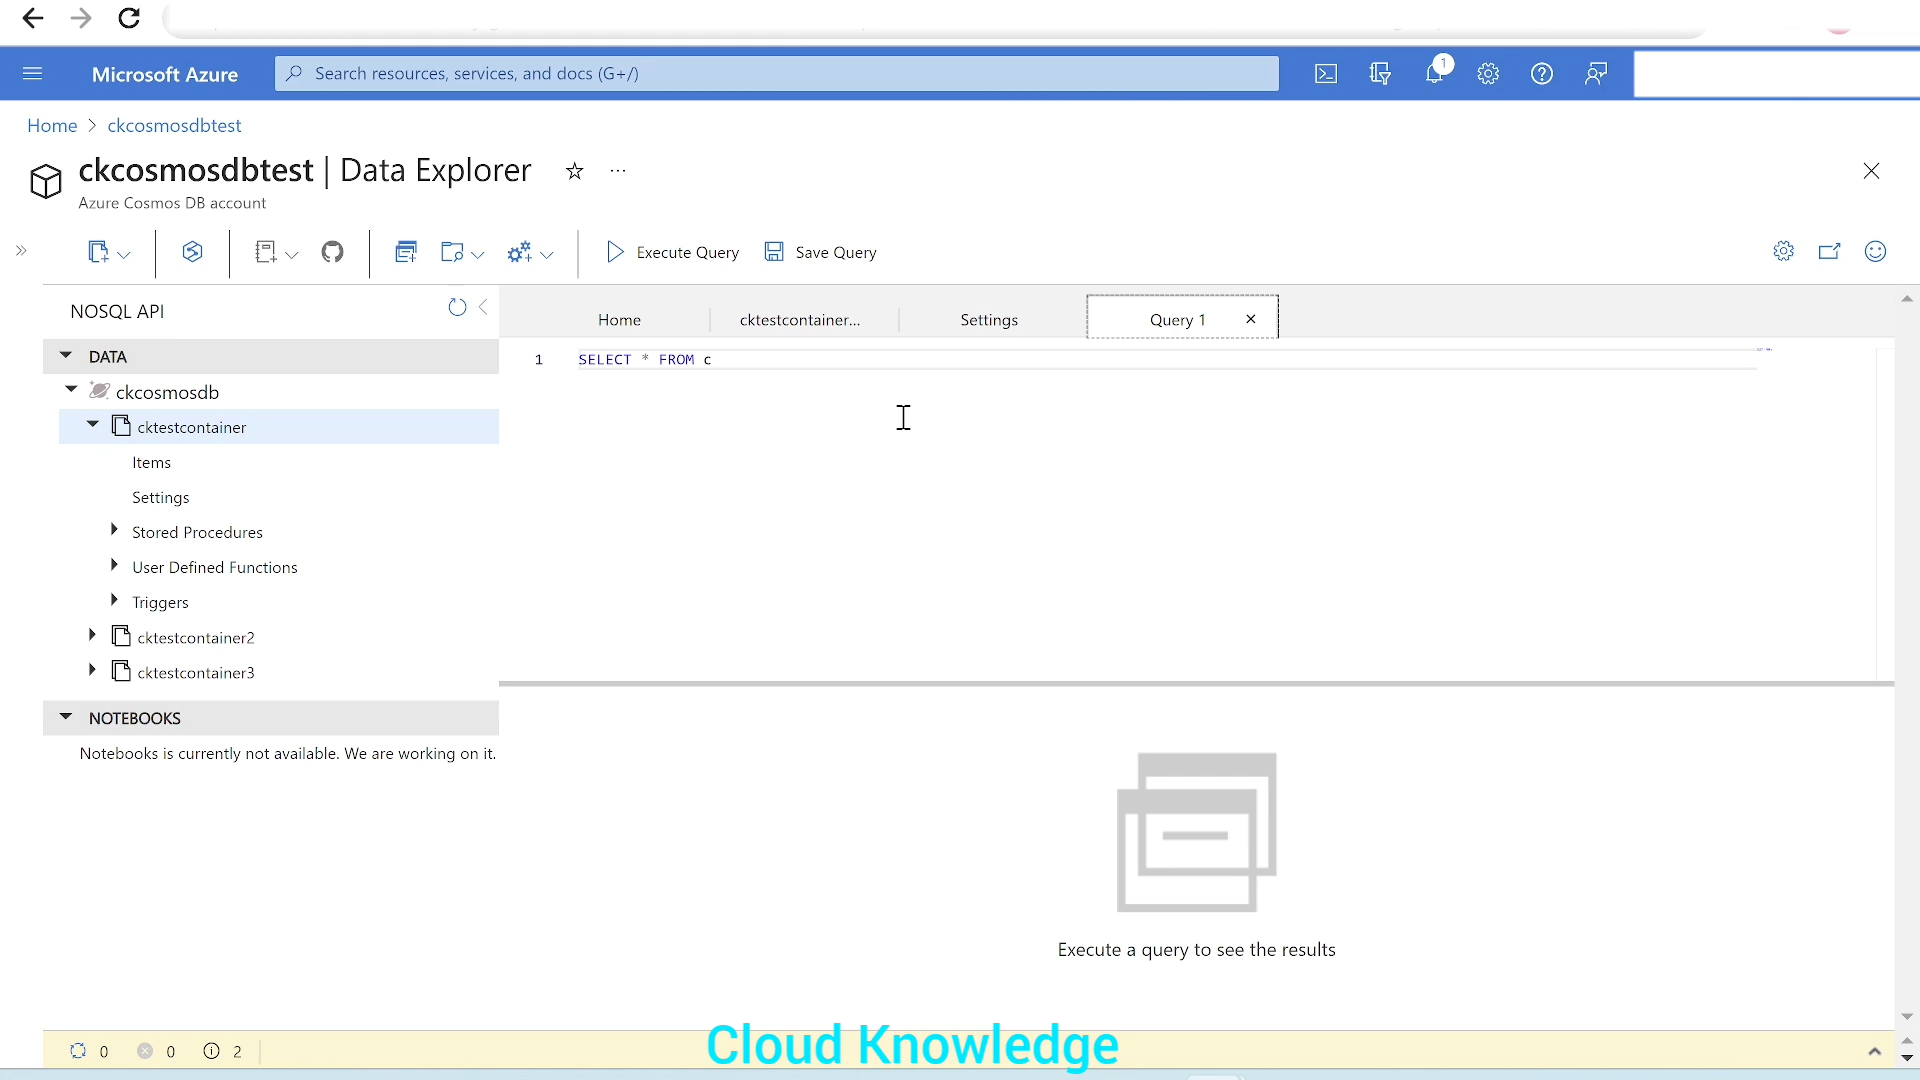 Microsoft Azure
Search resources, services, and docs (G+/)
1
Home > ckcosmosdbtest
ckcosmosdbtest | Data Explorer
Azure Cosmos DB account
Execute Query
Save Query
NOSQL API
Home
cktestcontainer...
Settings
Query 1
DATA
1 SELECT * FROM c
ckcosmosdb
cktestcontainer
Items
Settings
Stored Procedures
User Defined Functions
Triggers
cktestcontainer2
cktestcontainer3
NOTEBOOKS
Notebooks is currently not available. We are working on it.
Execute a query to see the results
0 0 2
Cloud Knowledge